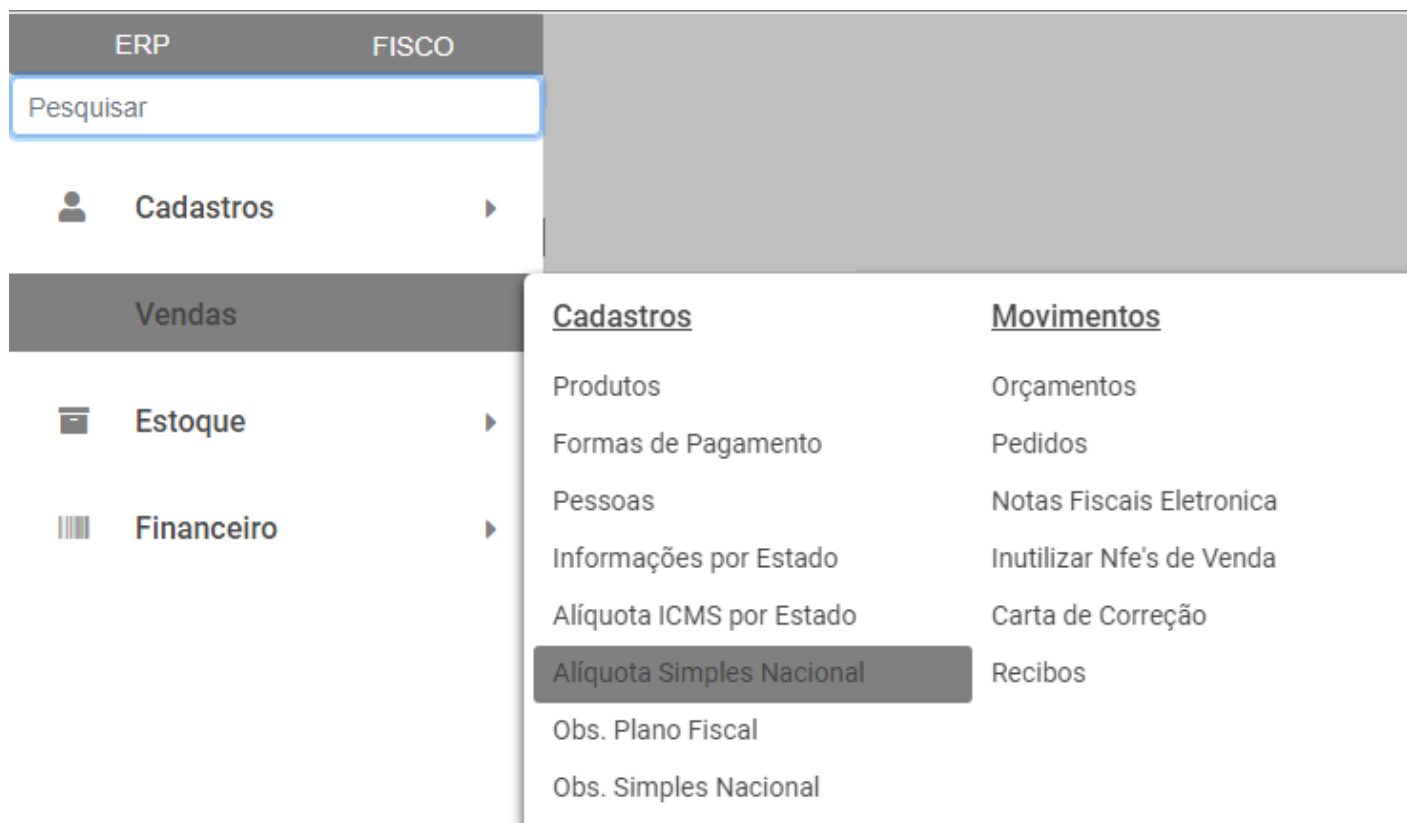 ERP FISCO
Pesquisar
Cadastros
Vendas
Estoque
Financeiro
Cadastros
Produtos
Formas de Pagamento
Pessoas
Informações por Estado
Alíquota ICMS por Estado
Alíquota Simples Nacional
Obs. Plano Fiscal
Obs. Simples Nacional
Movimentos
Orçamentos
Pedidos
Notas Fiscais Eletronica
Inutilizar Nfe's de Venda
Carta de Correção
Recibos